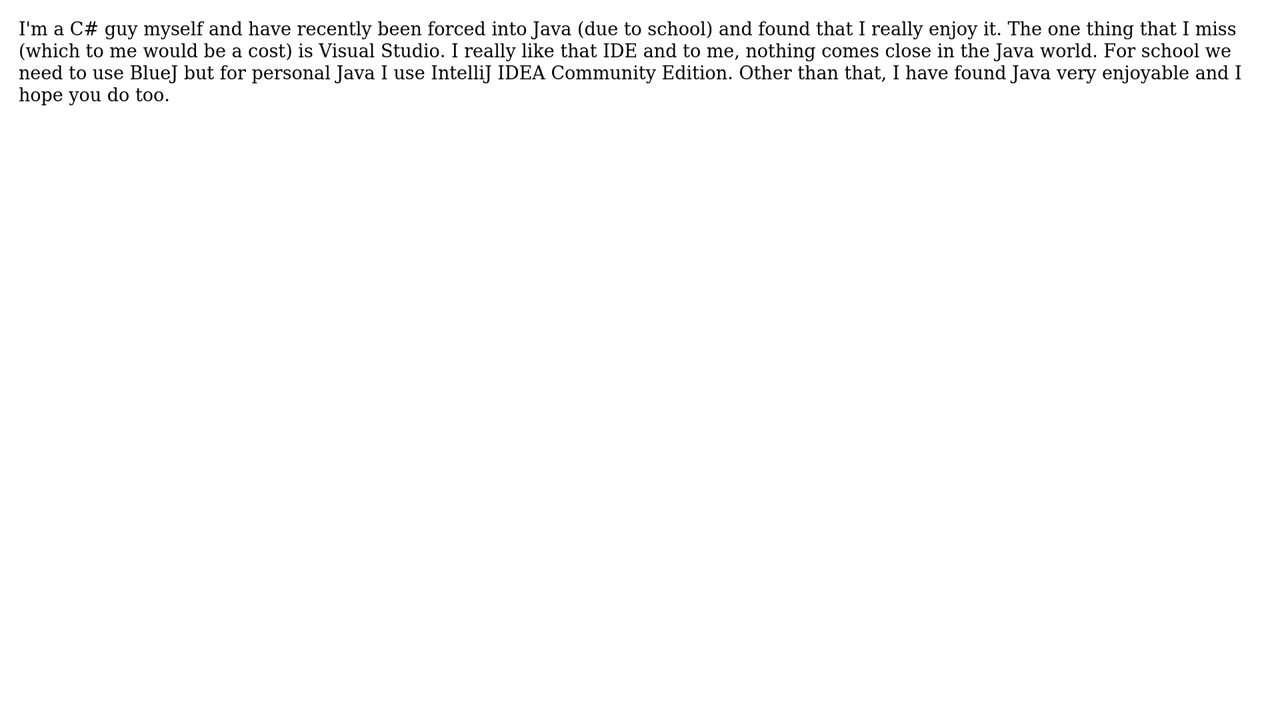 I'm a C# guy myself and have recently been forced into Java (due to school) and found that I really enjoy it. The one thing that I miss
(which to me would be a cost) is Visual Studio. I really like that IDE and to me, nothing comes close in the Java world. For school we
need to use BlueJ but for personal Java I use IntelliJ IDEA Community Edition. Other than that, I have found Java very enjoyable and I
hope you do too.